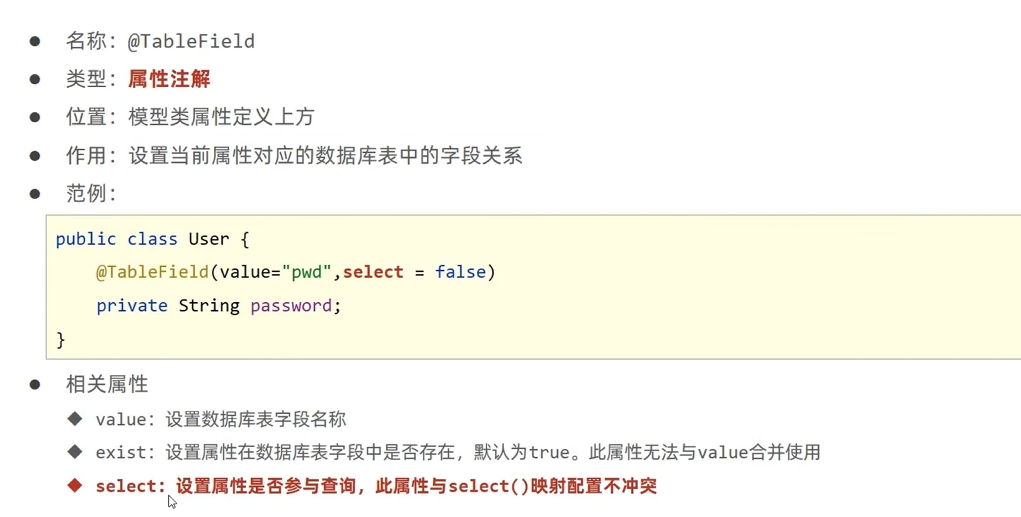 名称：@TableField
类型：属性注解
位置：模型类属性定义上方
作用：设置当前属性对应的数据库表中的字段关系
范例：
public class User {
@TableField(value="pwd",select = false)
private String password;
}
相关属性
value：设置数据库表字段名称
exist：设置属性在数据库表字段中是否存在，默认为true。此属性无法与value合并使用
select：设置属性是否参与查询，此属性与select()映射配置不冲突